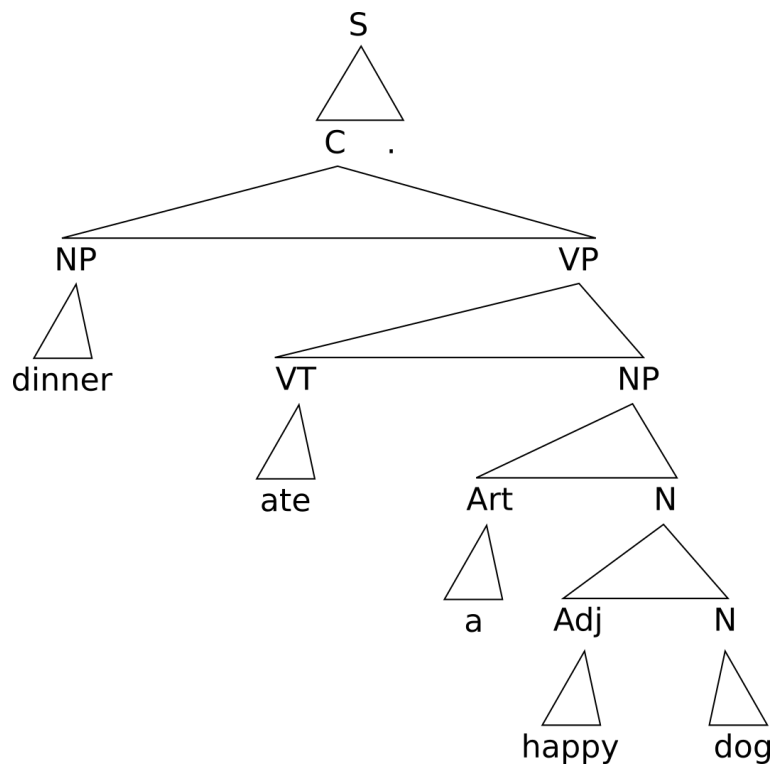 S
C .
NP VP
dinner VT NP
ate Art N
a Adj N
happy dog